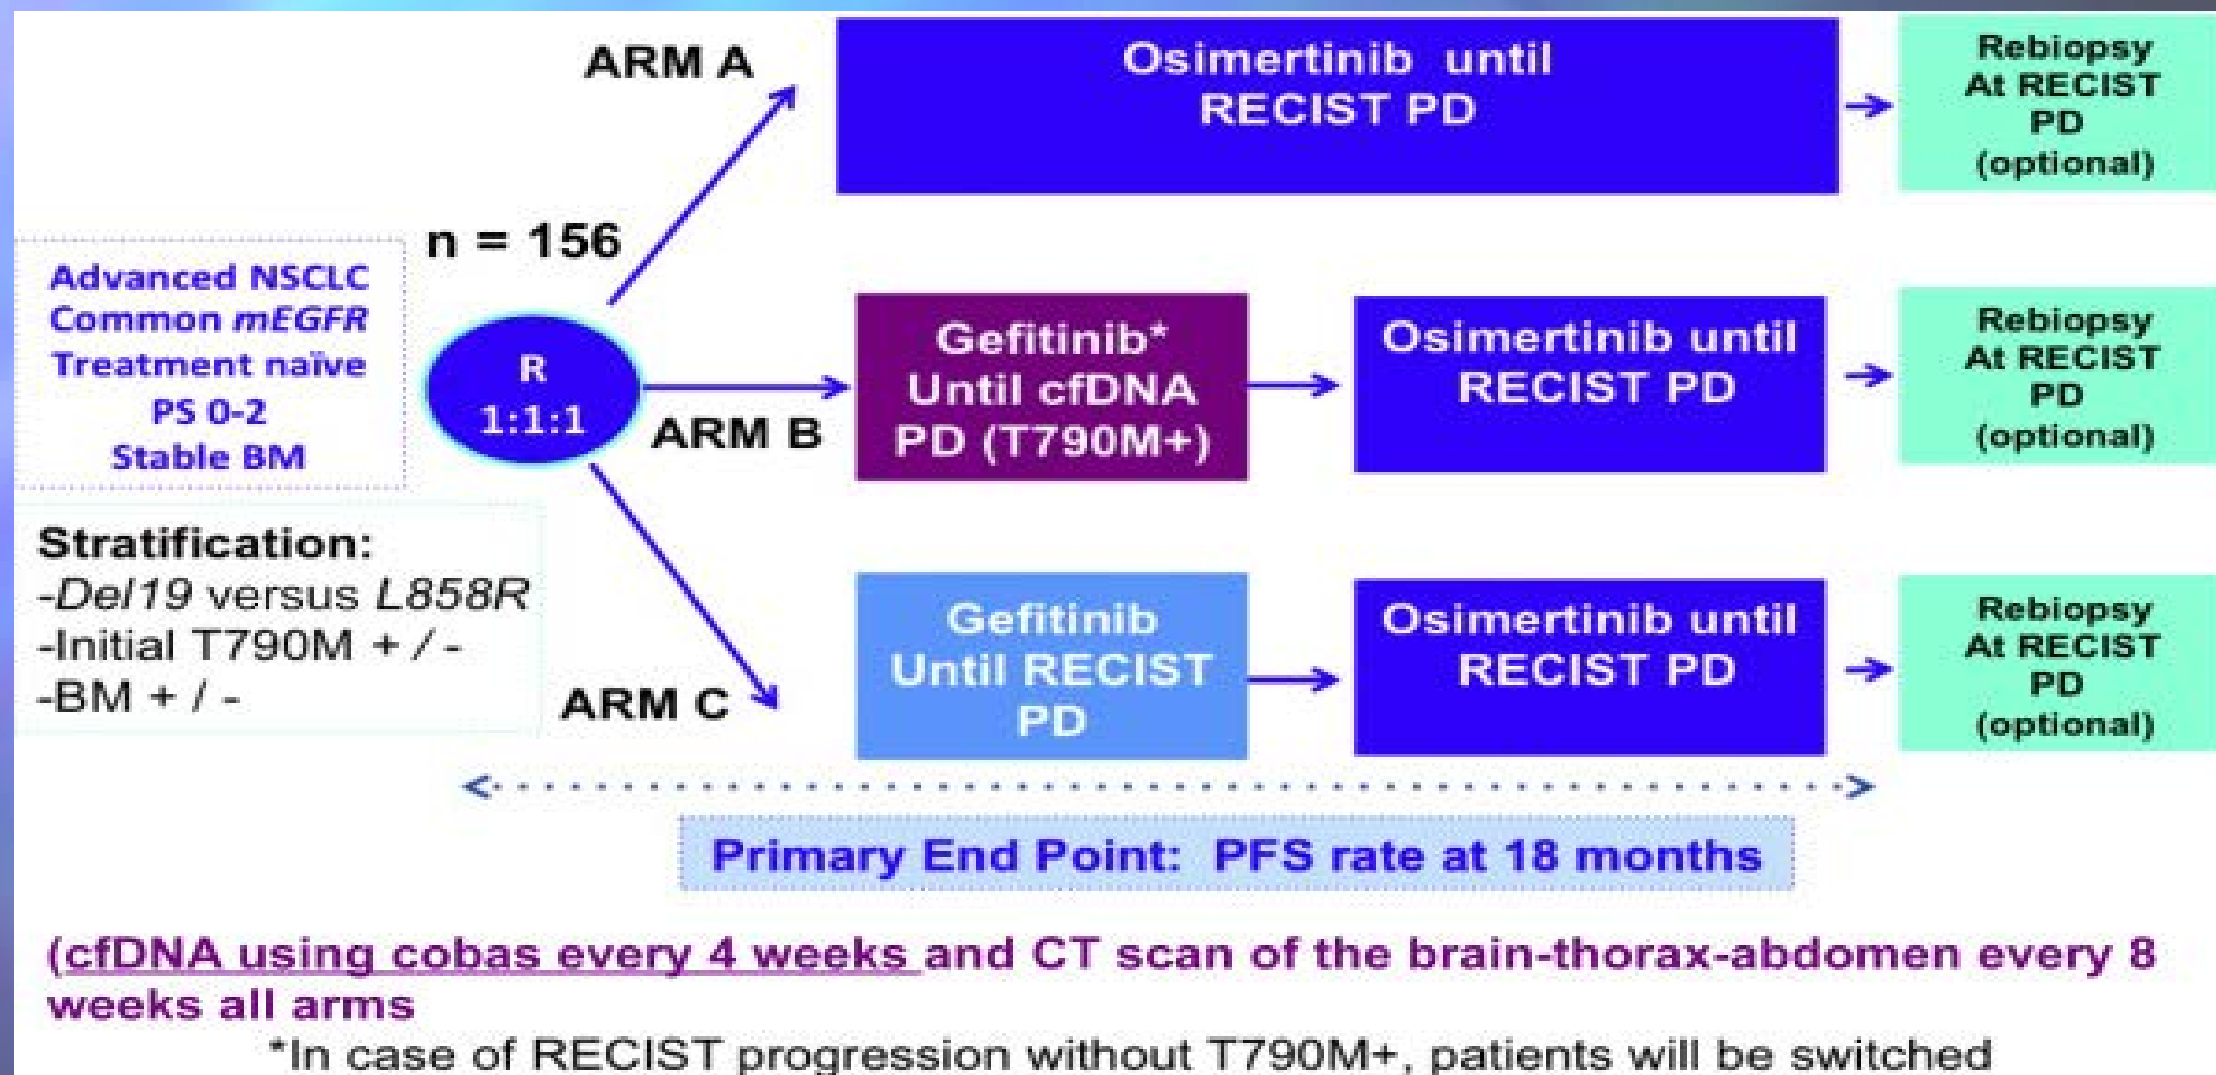 ARM A
Osimertinib until
RECIST PD
Rebiopsy
At RECIST
PD
(optional)
n = 156
Advanced NSCLC
Common mEGFR
Treatment naïve
PS 0-2
Stable BM
R
1:1:1
ARM B
Gefitinib*
Until cfDNA
PD (T790M+)
Osimertinib until
RECIST PD
Rebiopsy
At RECIST
PD
(optional)
Stratification:
-Del19 versus L858R
-Initial T790M + / -
-BM + / -
ARM C
Gefitinib
Until RECIST
PD
Osimertinib until
RECIST PD
Rebiopsy
At RECIST
PD
(optional)
Primary End Point: PFS rate at 18 months
(cfDNA using cobas every 4 weeks and CT scan of the brain-thorax-abdomen every 8
weeks all arms
*In case of RECIST progression without T790M+, patients will be switched